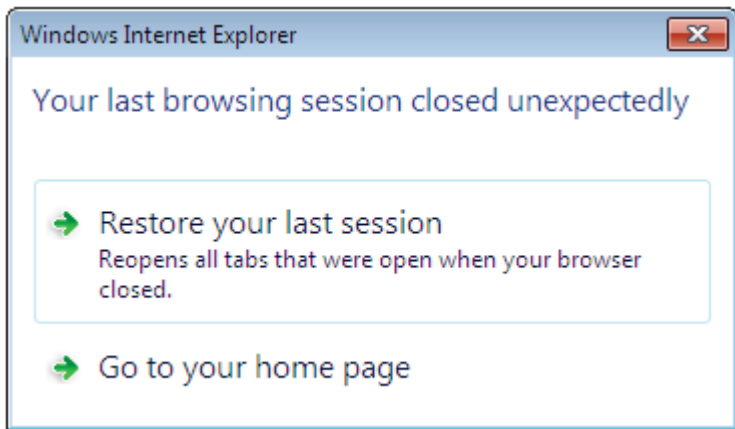 Windows Internet Explorer
Your last browsing session closed unexpectedly
Restore your last session
Reopens all tabs that were open when your browser
closed.
Go to your home page